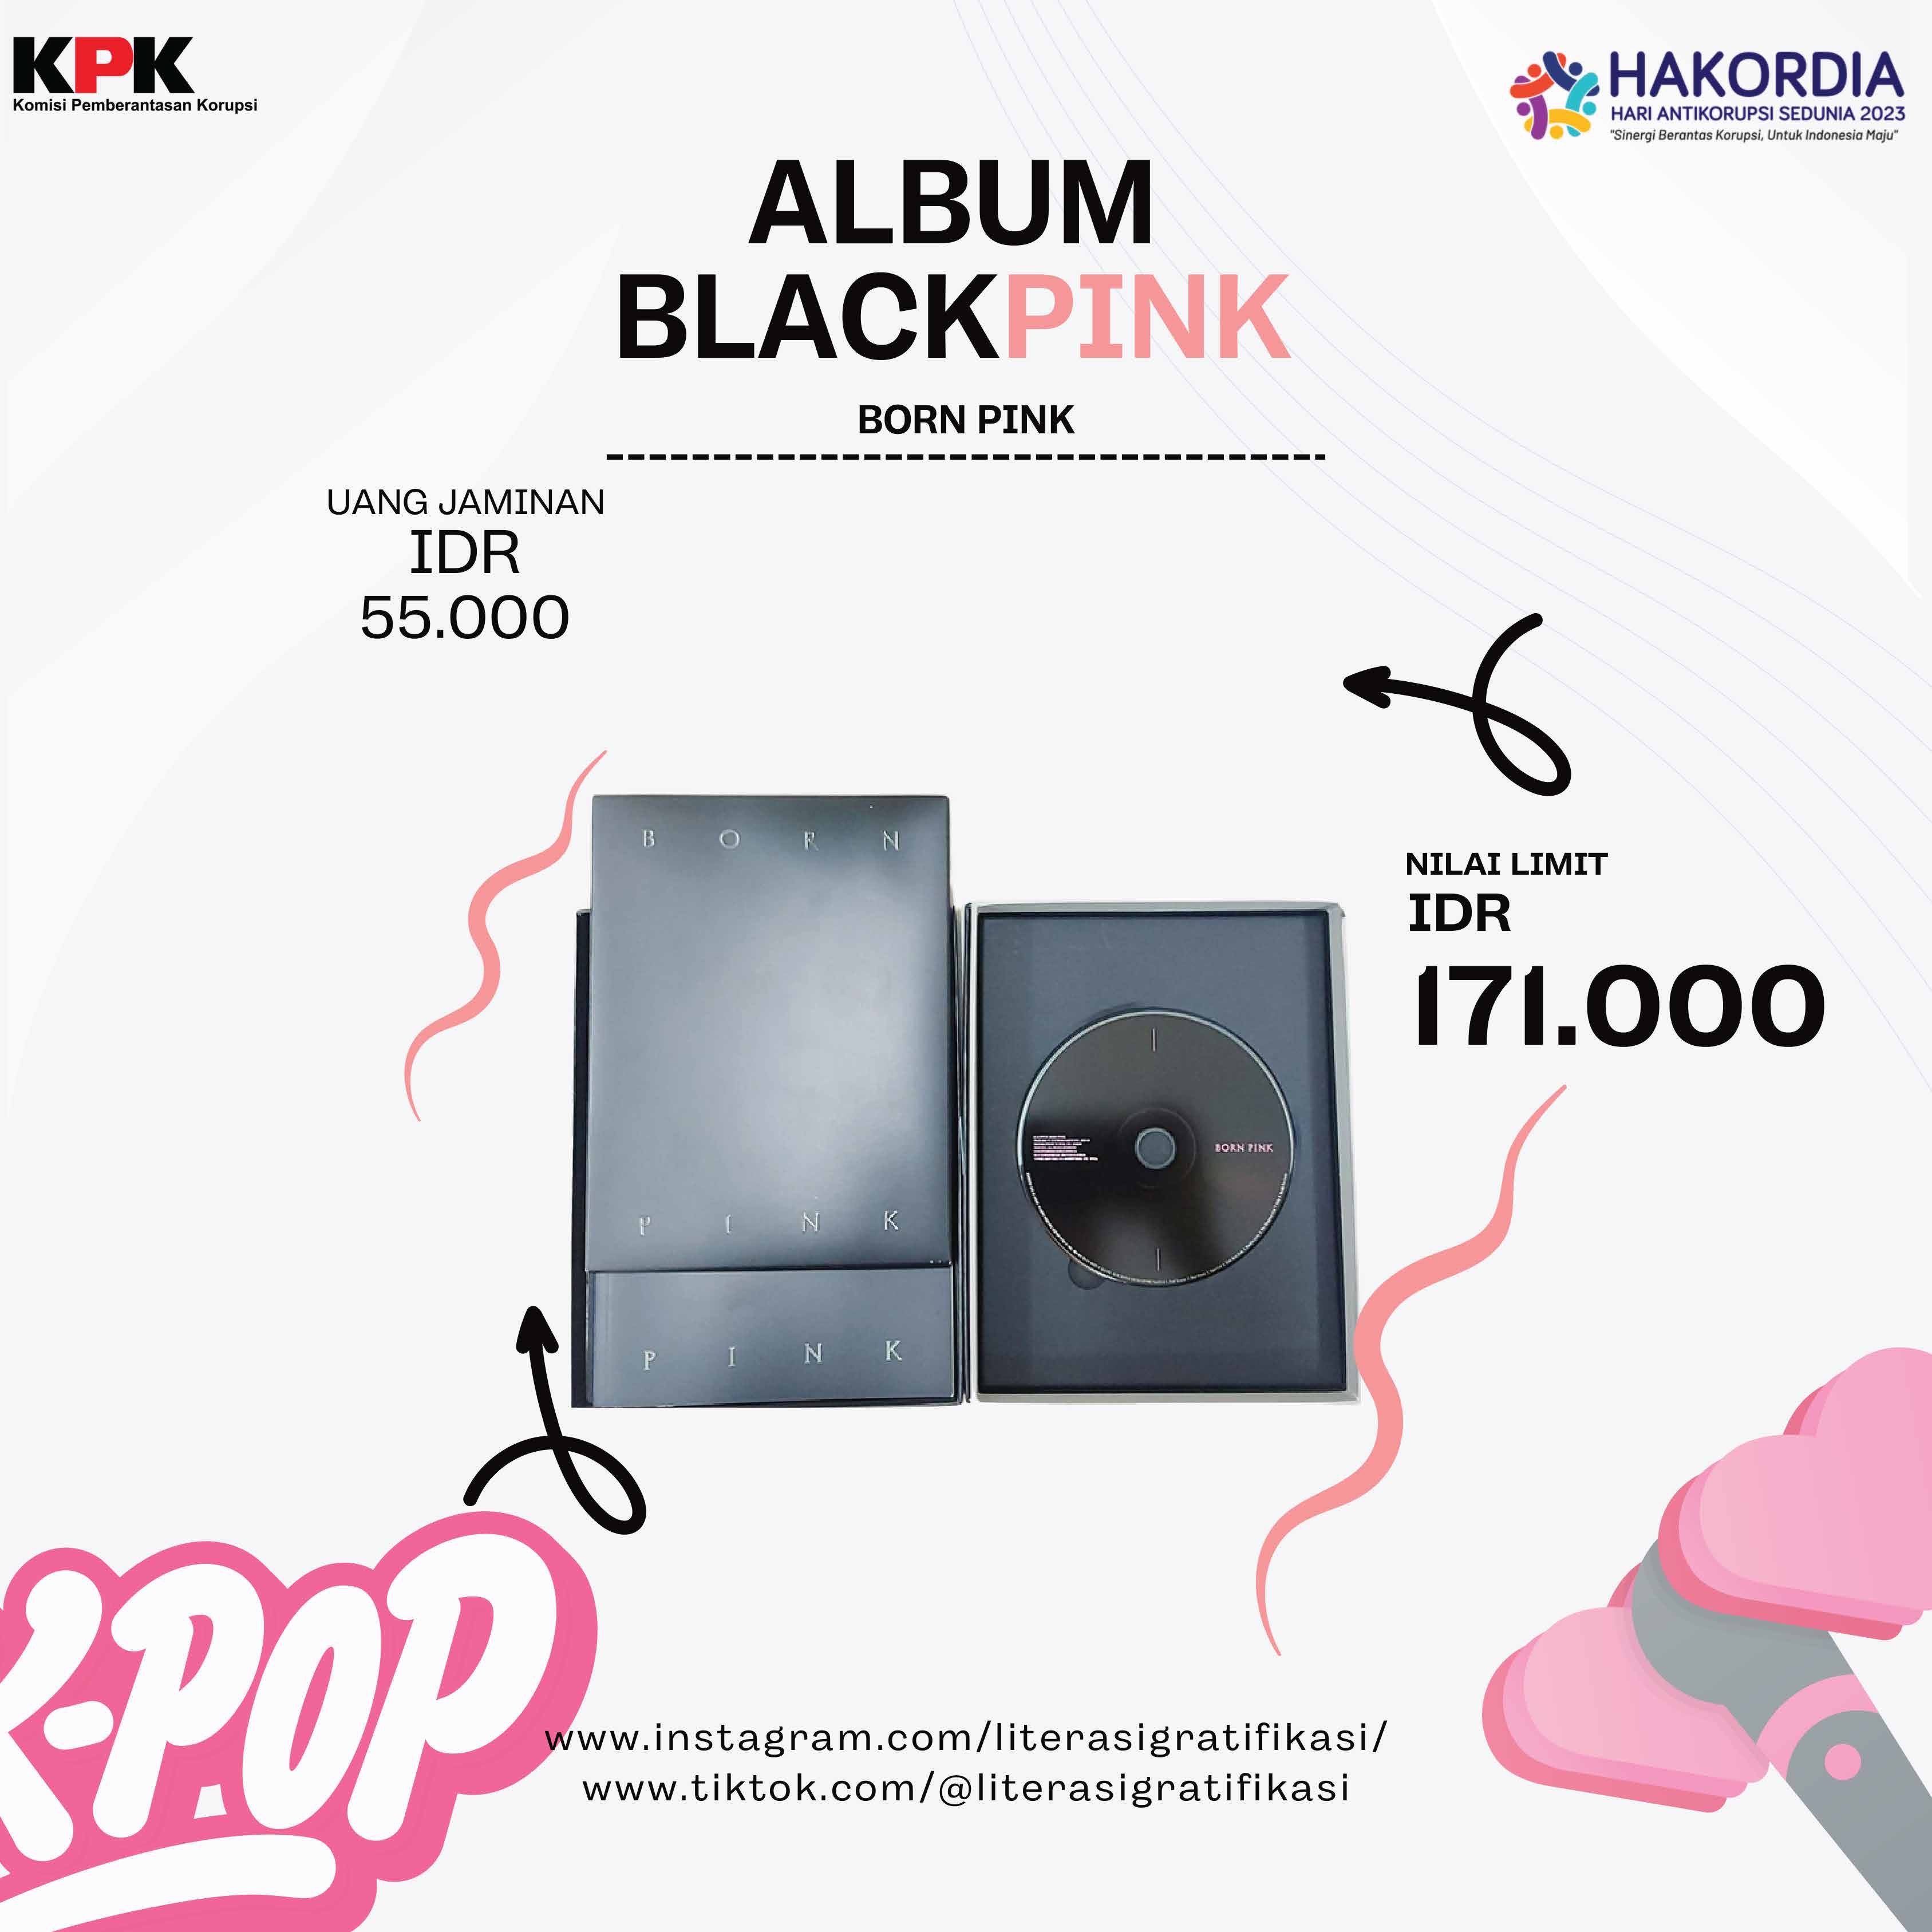 KPK
Komisi Pemberantasan Korupsi
HAKORDIA
HARI ANTIKORUPSI SEDUNIA 2023
"Sinergi Berantas Korupsi, Untuk Indonesia Maju"
ALBUM
BLACKPINK
BORN PINK
UANG JAMINAN
IDR
55.000
NILAI LIMIT
IDR
171.000
B O R N
P I N K
P I N K
BORN PINK
K-POP
www.instagram.com/literasigratifikasi/
www.tiktok.com/@literasigratifikasi